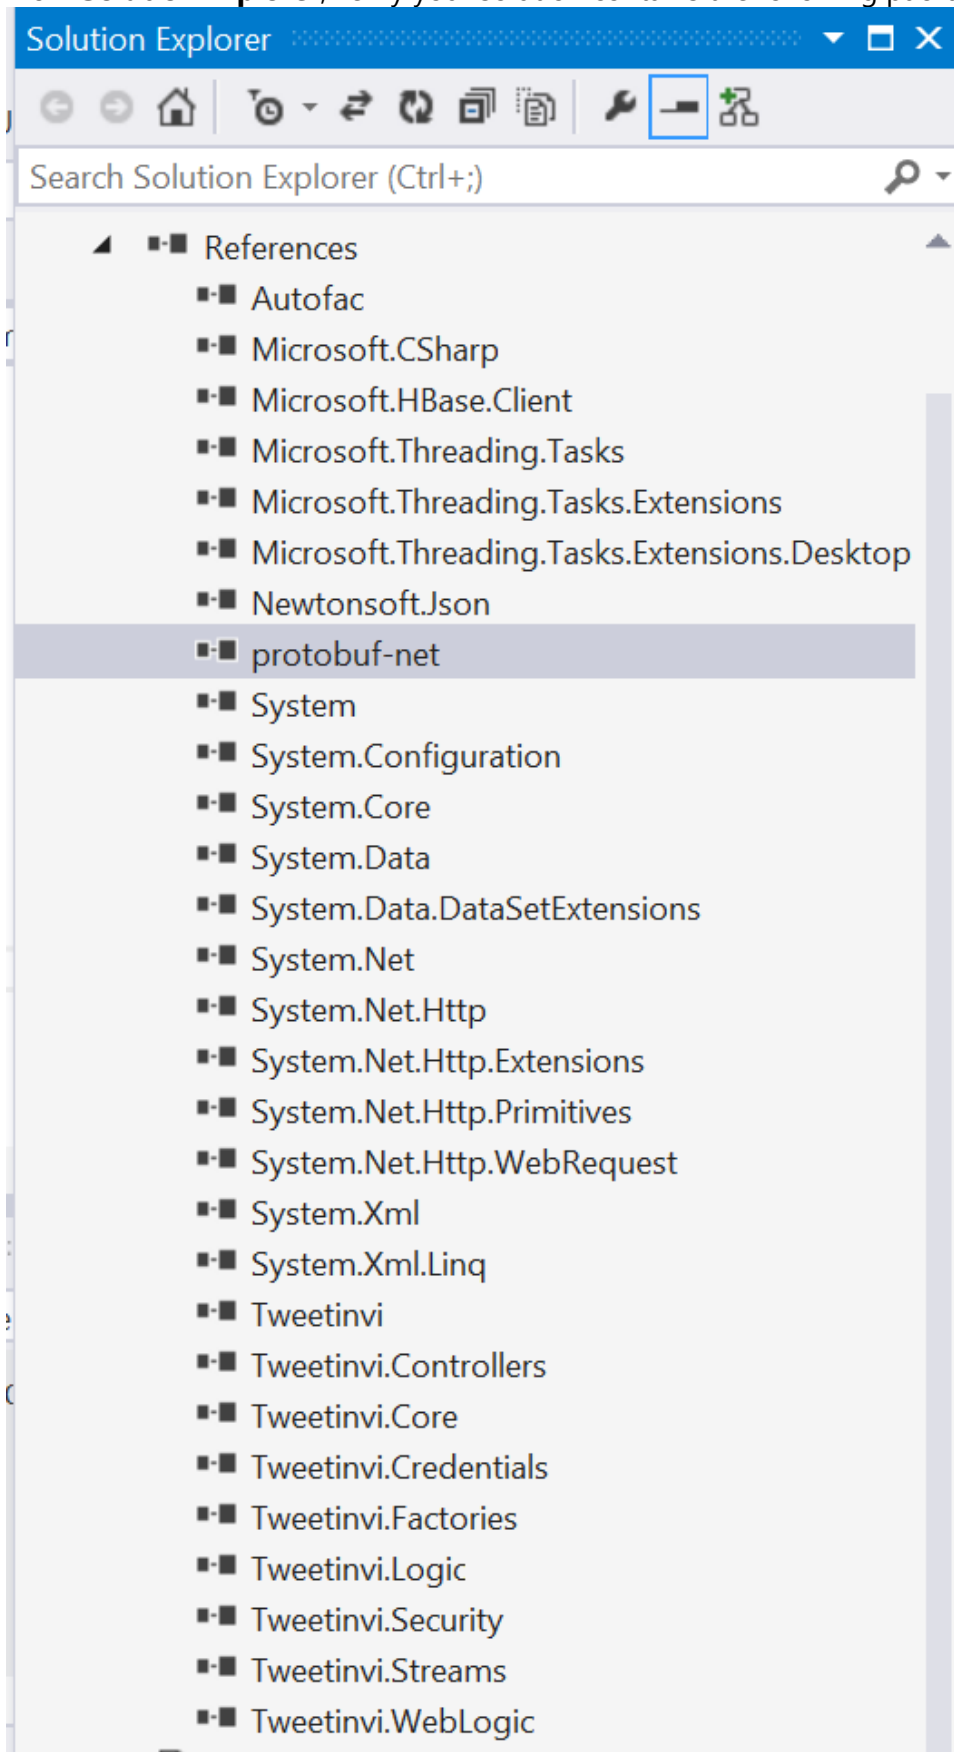 Solution Explorer
Search Solution Explorer (Ctrl+;)
References
Autofac
Microsoft.CSharp
Microsoft.HBase.Client
Microsoft.Threading.Tasks
Microsoft.Threading.Tasks.Extensions
Microsoft.Threading.Tasks.Extensions.Desktop
Newtonsoft.Json
protobuf-net
System
System.Configuration
System.Core
System.Data
System.Data.DataSetExtensions
System.Net
System.Net.Http
System.Net.Http.Extensions
System.Net.Http.Primitives
System.Net.Http.WebRequest
System.Xml
System.Xml.Linq
Tweetinvi
Tweetinvi.Controllers
Tweetinvi.Core
Tweetinvi.Credentials
Tweetinvi.Factories
Tweetinvi.Logic
Tweetinvi.Security
Tweetinvi.Streams
Tweetinvi.WebLogic